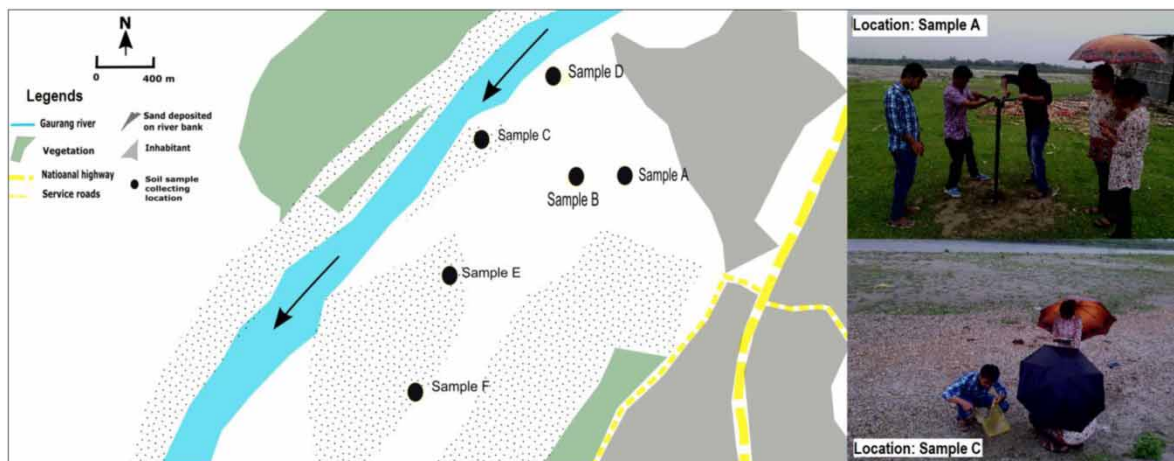 N
0 400 m
Legends
Gaurang river
Vegetation
Natioanal highway
Service roads
Sand deposited
on river bank
Inhabitant
Soil sample
collecting
location
Sample D
Sample C
Sample B
Sample A
Sample E
Sample F
Location: Sample A
Location: Sample C